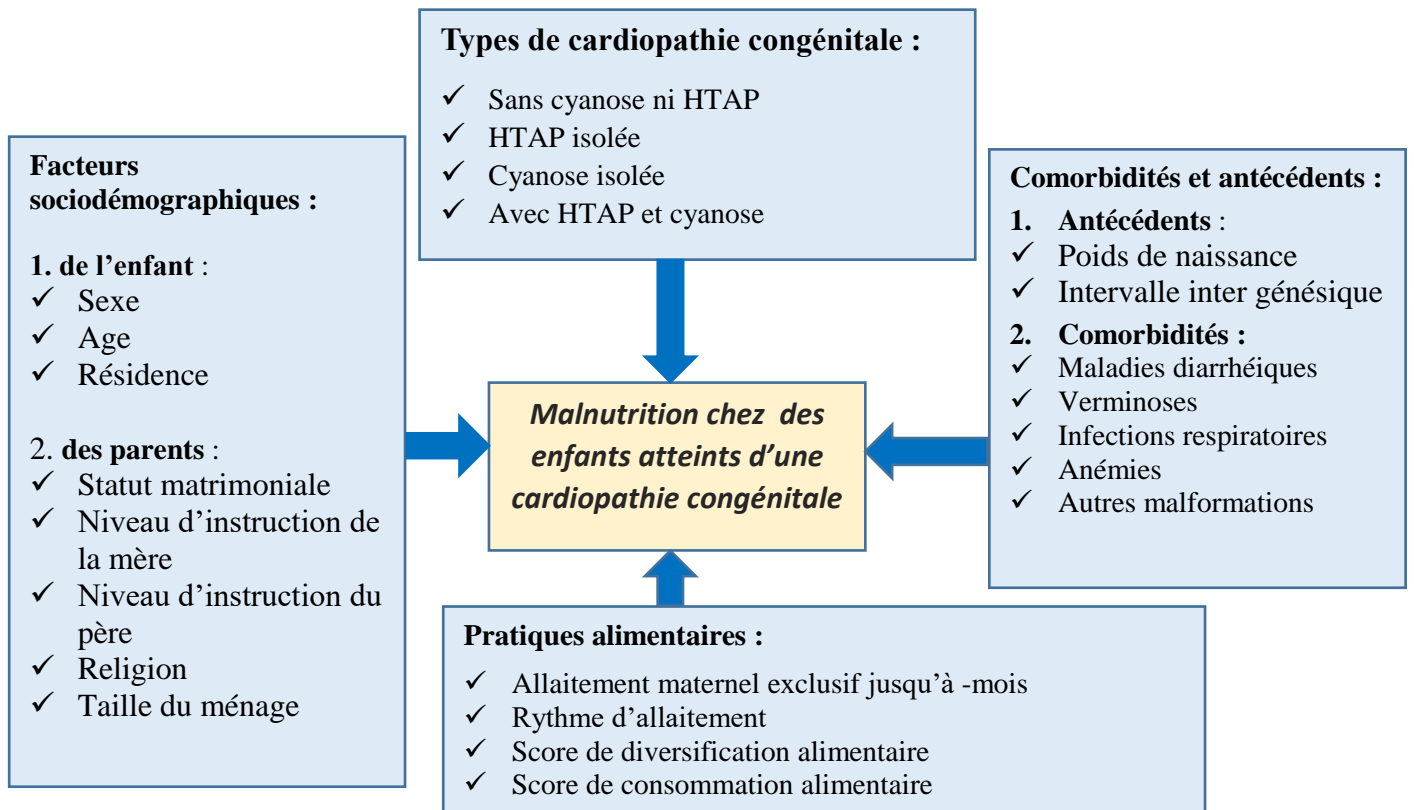 Types de cardiopathie congénitale :
✓ Sans cyanose ni HTAP
✓ HTAP isolée
✓ Cyanose isolée
✓ Avec HTAP et cyanose
Facteurs
sociodémographiques :
1. de l’enfant :
✓ Sexe
✓ Age
✓ Résidence
2. des parents :
✓ Statut matrimoniale
✓ Niveau d’instruction de
la mère
✓ Niveau d’instruction du
père
✓ Religion
✓ Taille du ménage
Malnutrition chez des
enfants atteints d’une
cardiopathie congénitale
Comorbidités et antécédents :
1. Antécédents :
✓ Poids de naissance
✓ Intervalle inter génésique
2. Comorbidités :
✓ Maladies diarrhéiques
✓ Verminoses
✓ Infections respiratoires
✓ Anémies
✓ Autres malformations
Pratiques alimentaires :
✓ Allaitement maternel exclusif jusqu’à -mois
✓ Rythme d’allaitement
✓ Score de diversification alimentaire
✓ Score de consommation alimentaire